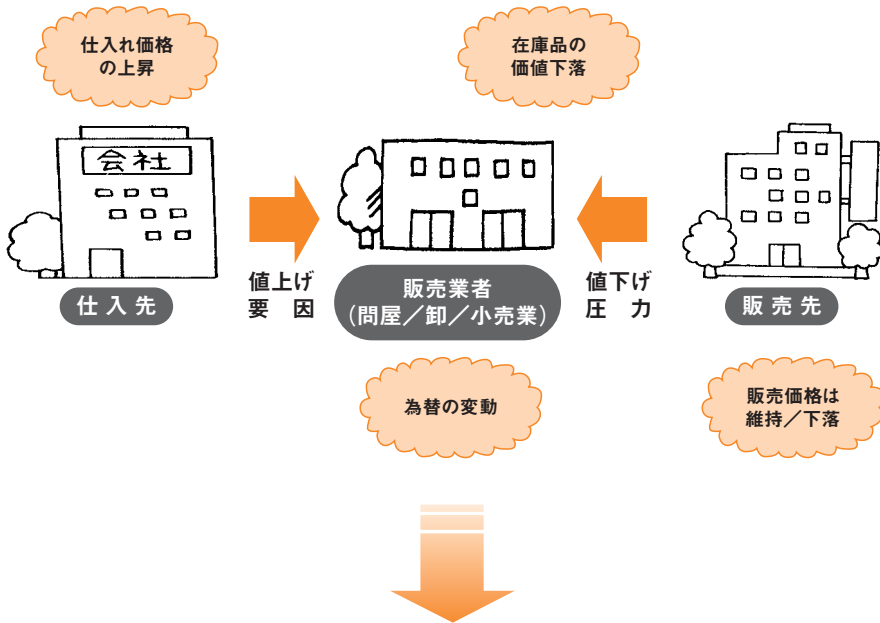 仕入れ価格
の上昇
在庫品の
価値下落
会社
値上げ
要因
値下げ
圧力
仕入先
販売業者
(問屋／卸／小売業)
販売先
為替の変動
販売価格は
維持／下落